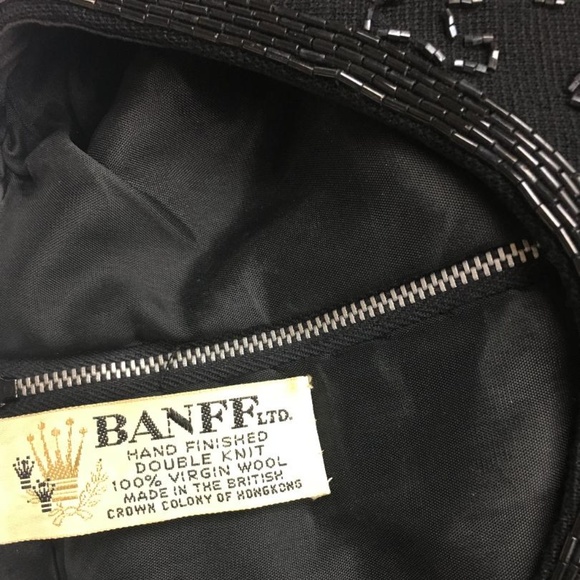 BANFF LTD.
HAND FINISHED
DOUBLE KNIT
100% VIRGIN WOOL
MADE IN THE BRITISH
CROWN COLONY OF HONGKONG